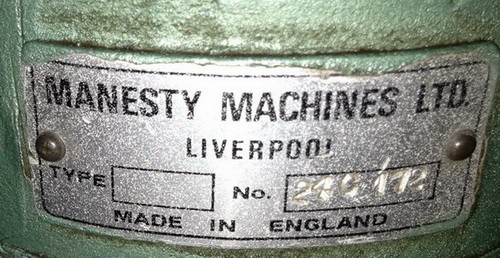 MANESTY MACHINES LTD.
LIVERPOOL
TYPE No.
MADE IN ENGLAND